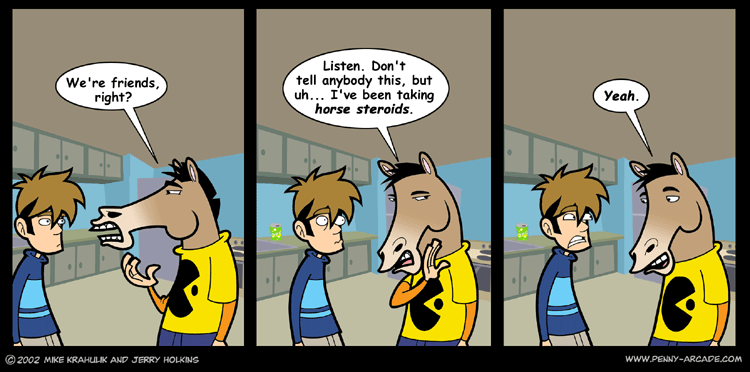 We're friends,
right?
Listen. Don't
tell anybody this, but
uh... I've been taking
horse steroids.
Yeah.
©2002 MIKE KRAHULIK AND JERRY HOLKINS
WWW.PENNY-ARCADE.COM